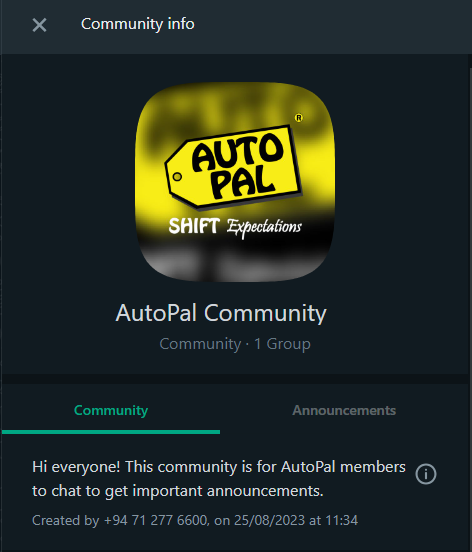 Community info
®
AUTO
PAL
SHIFT Expectations
AutoPal Community
Community · 1 Group
Community
Announcements
Hi everyone! This community is for AutoPal members
to chat to get important announcements.
Created by +94 71 277 6600, on 25/08/2023 at 11:34